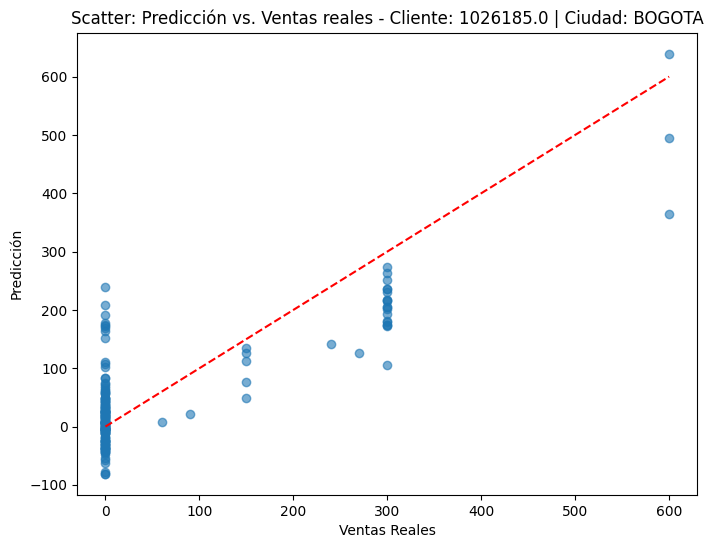 Scatter: Predicción vs. Ventas reales - Cliente: 1026185.0 | Ciudad: BOGOTA
600
500
400
300
200
100
0
−100
Predicción
0 100 200 300 400 500 600
Ventas Reales